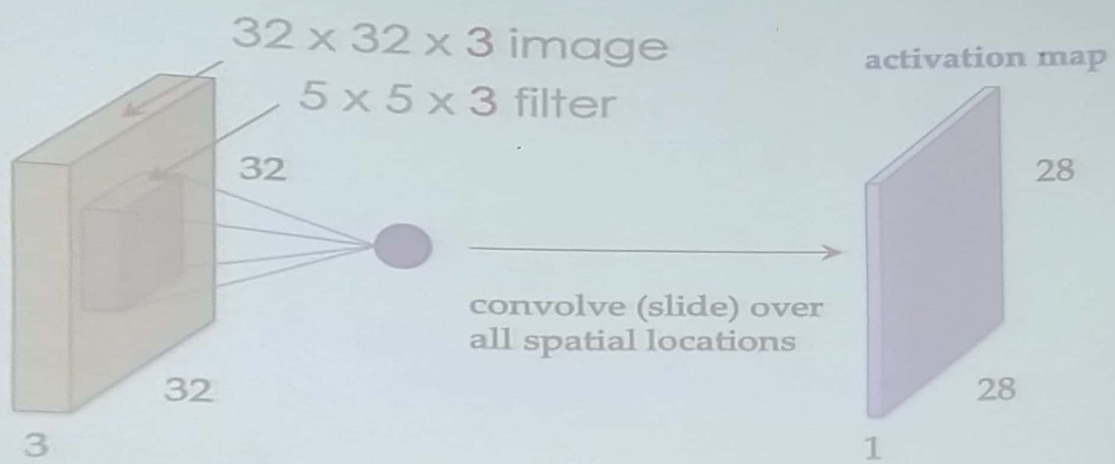 32 x 32 x 3 image
activation map
5 x 5 x 3 filter
32
28
convolve (slide) over
all spatial locations
32
28
3
1